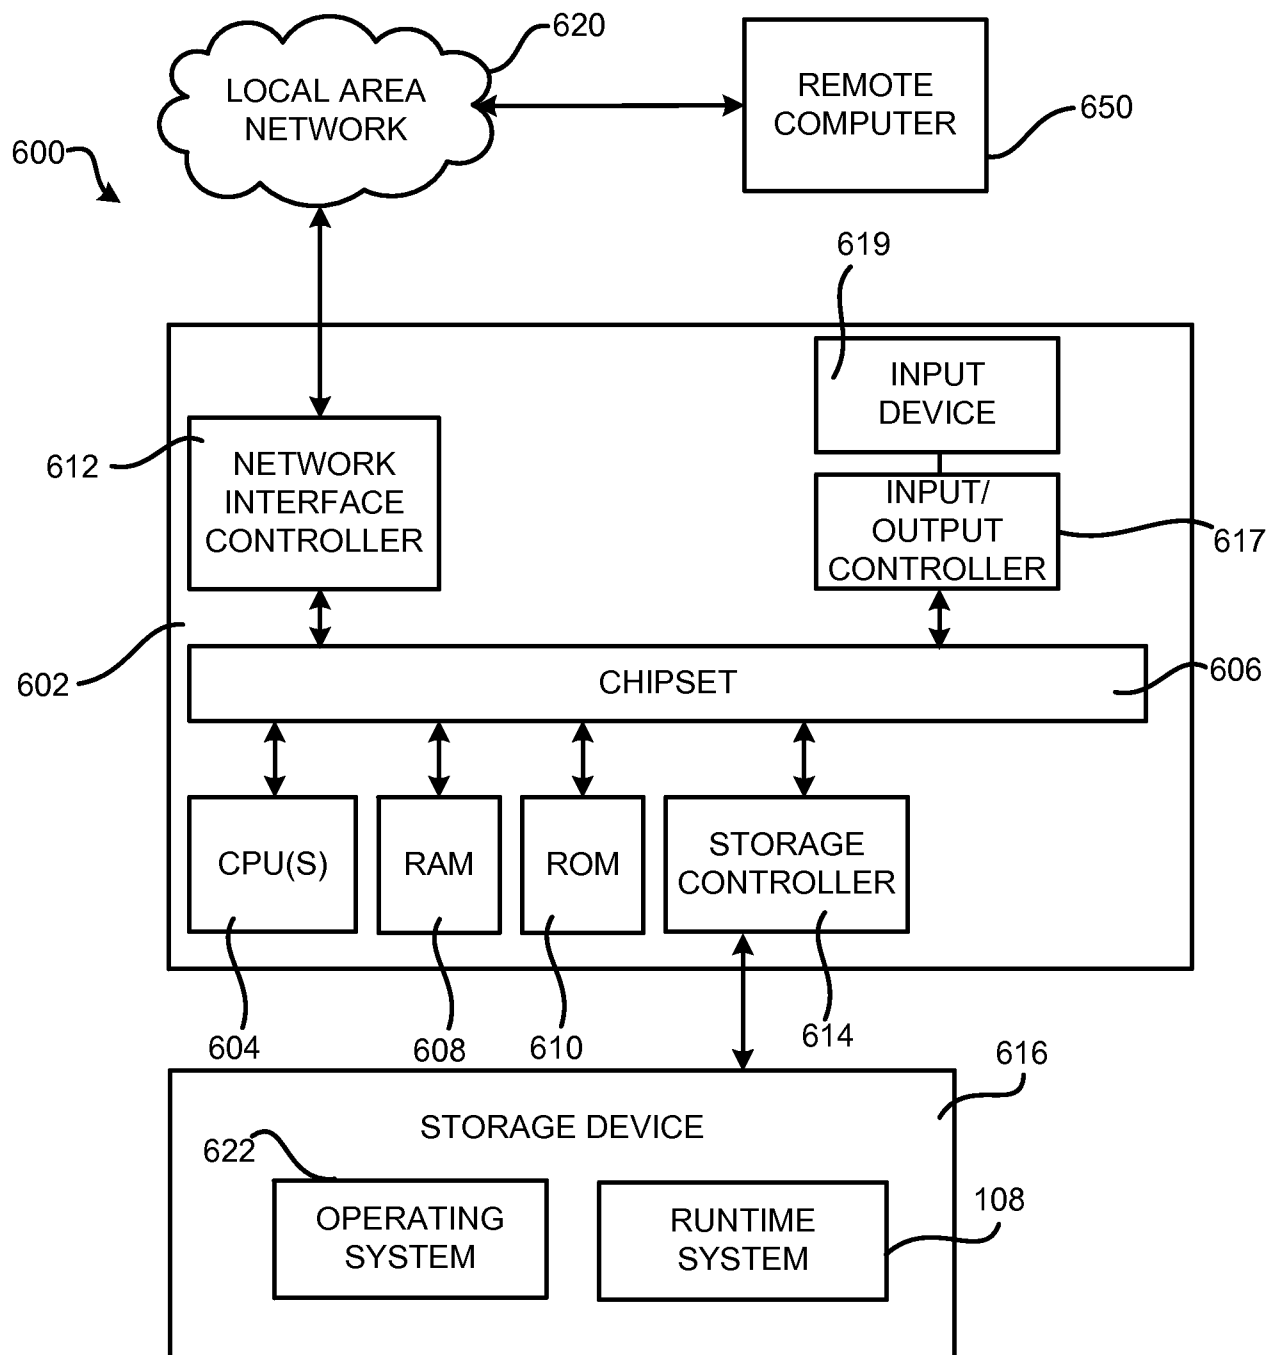 620
LOCAL AREA
NETWORK
REMOTE
COMPUTER
650
600
619
INPUT
DEVICE
612
NETWORK
INTERFACE
CONTROLLER
INPUT/
OUTPUT
CONTROLLER
617
602
CHIPSET
606
CPU(S)
RAM
ROM
STORAGE
CONTROLLER
604
608
610
614
616
STORAGE DEVICE
622
OPERATING
SYSTEM
RUNTIME
SYSTEM
108